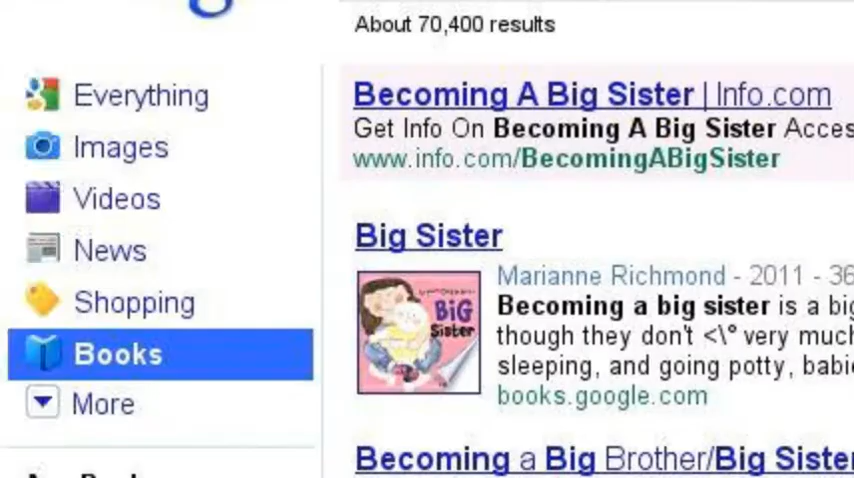 About 70,400 results
Everything
Images
Videos
News
Shopping
Books
More
Becoming A Big Sister | Info.com
Get Info On Becoming A Big Sister Acces
www.info.com/BecomingABigSister
Big Sister
Marianne Richmond - 2011 - 36
BiG
Sister
Becoming a big sister is a big
though they don't <\° very much
sleeping, and going potty, babie
books.google.com
Becoming a Big Brother/Big Sister